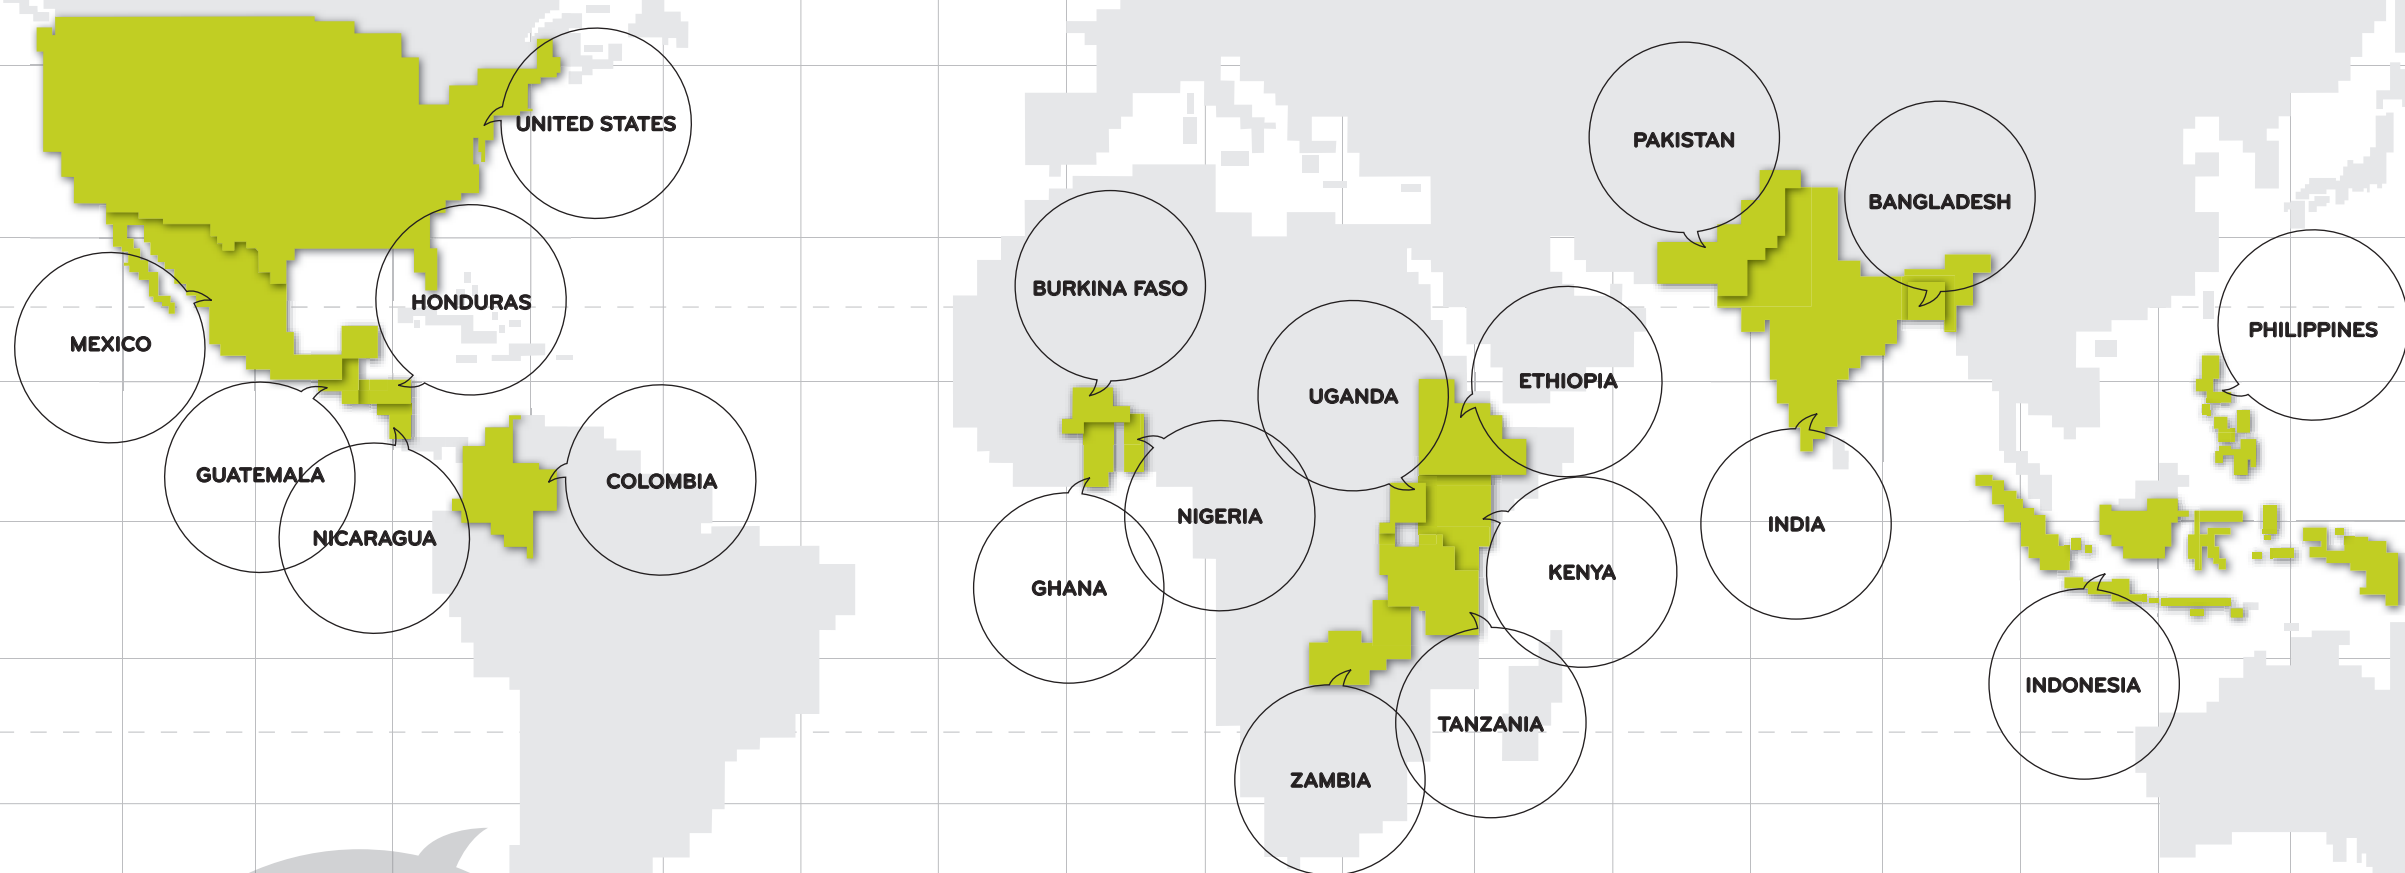 UNITED STATES
PAKISTAN
BANGLADESH
BURKINA FASO
HONDURAS
PHILIPPINES
MEXICO
ETHIOPIA
UGANDA
GUATEMALA
COLOMBIA
NIGERIA
INDIA
NICARAGUA
KENYA
GHANA
INDONESIA
TANZANIA
ZAMBIA